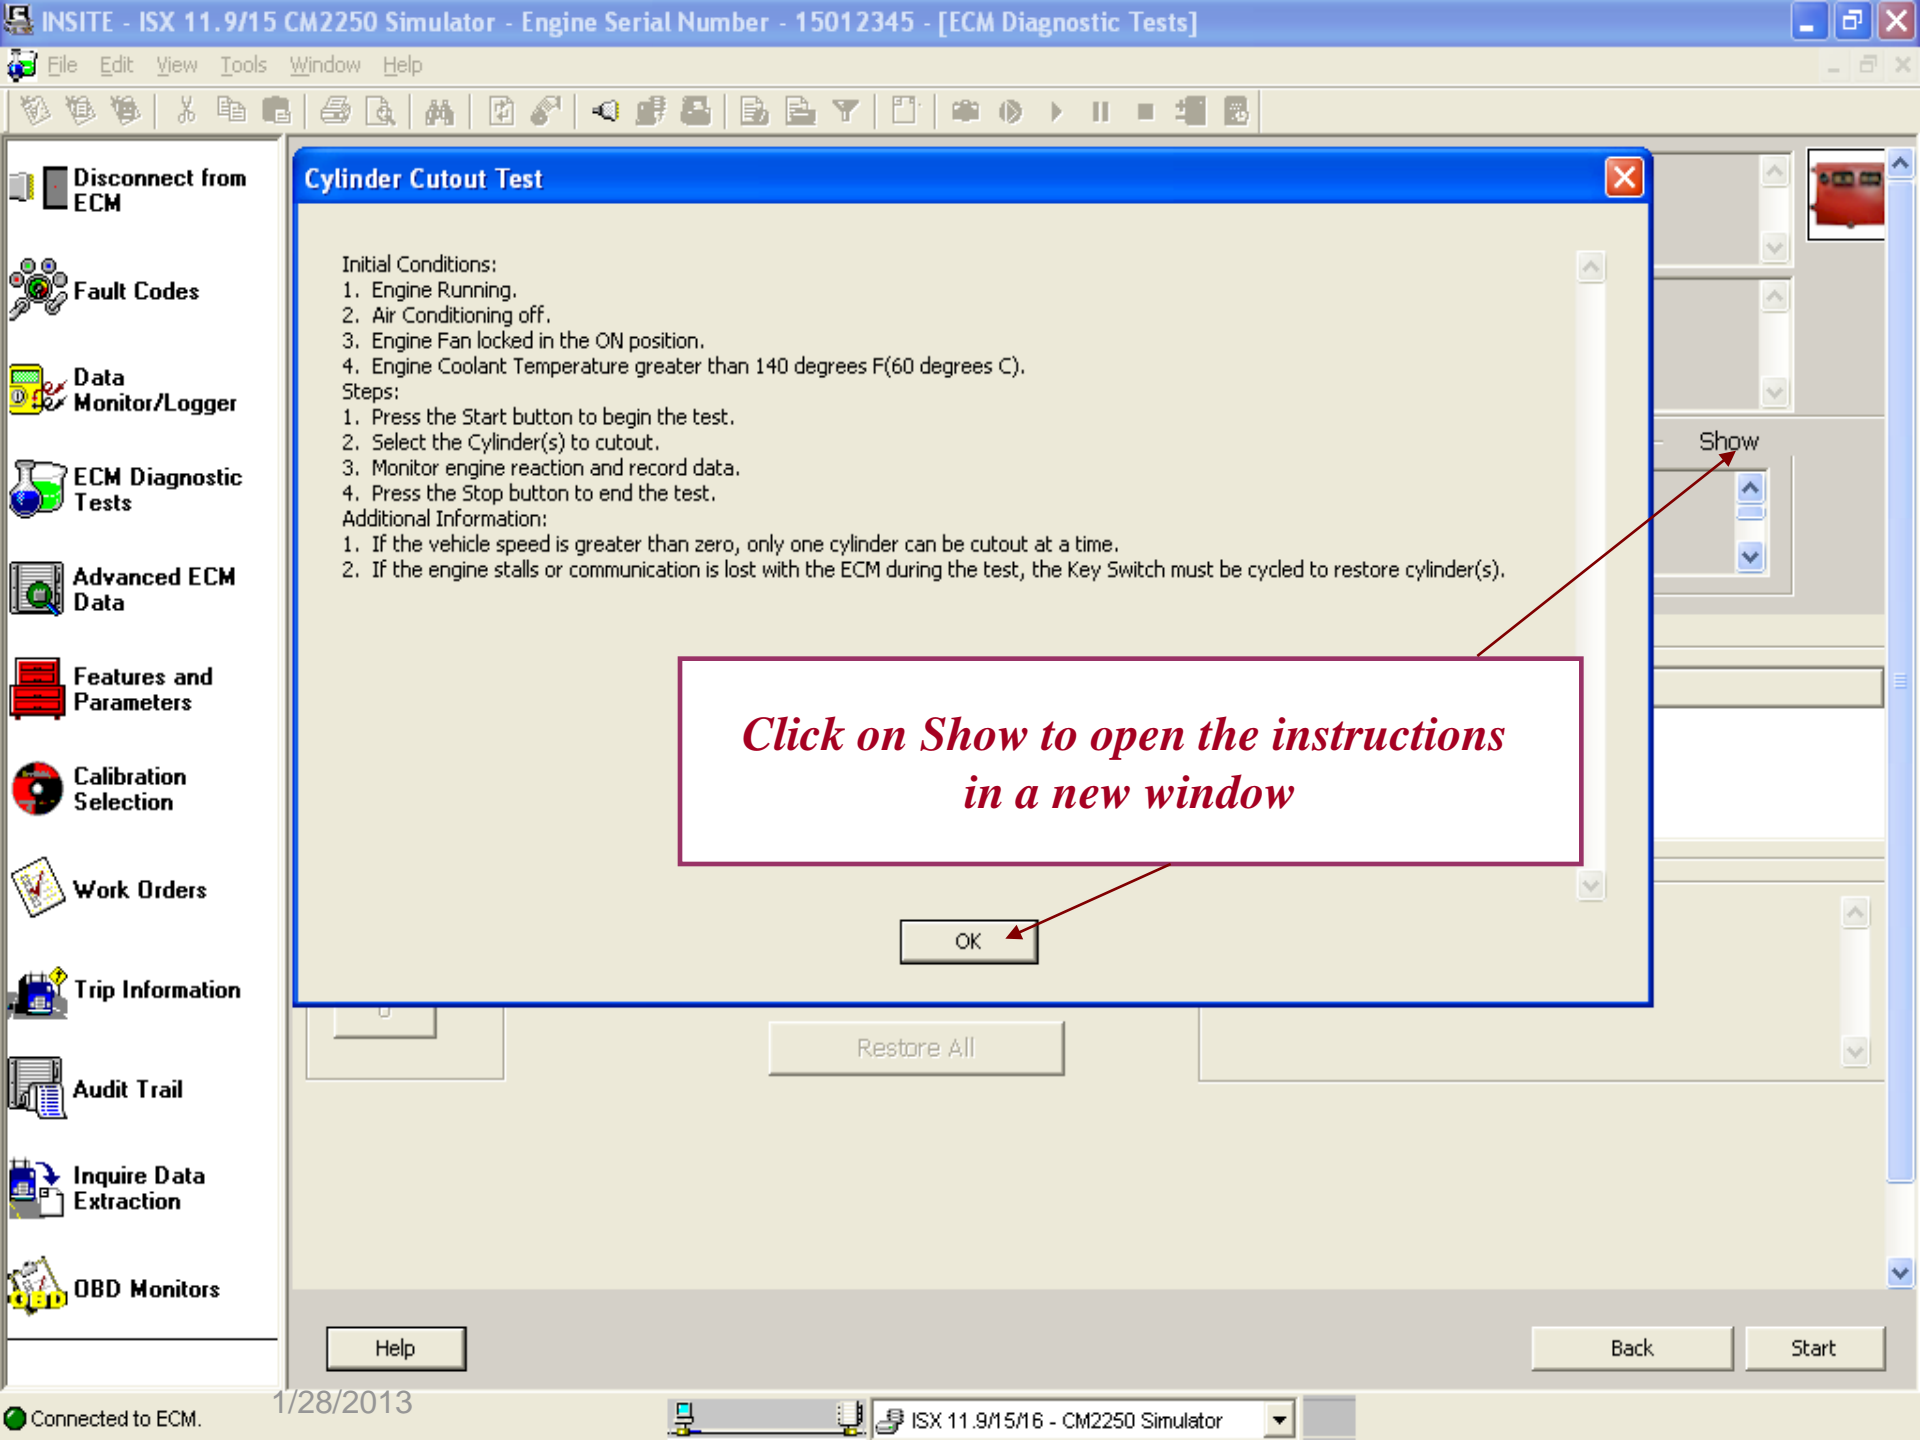 INSITE - ISX 11.9/15 CM2250 Simulator - Engine Serial Number - 15012345 - [ECM Diagnostic Tests]
File Edit View Tools Window Help
Disconnect from
ECM
Fault Codes
Data
Monitor/Logger
ECM Diagnostic
Tests
Advanced ECM
Data
Features and
Parameters
Calibration
Selection
Work Orders
Trip Information
Audit Trail
Inquire Data
Extraction
OBD Monitors
Cylinder Cutout Test
Initial Conditions:
1. Engine Running.
2. Air Conditioning off.
3. Engine Fan locked in the ON position.
4. Engine Coolant Temperature greater than 140 degrees F(60 degrees C).
Steps:
1. Press the Start button to begin the test.
2. Select the Cylinder(s) to cutout.
3. Monitor engine reaction and record data.
4. Press the Stop button to end the test.
Additional Information:
1. If the vehicle speed is greater than zero, only one cylinder can be cutout at a time.
2. If the engine stalls or communication is lost with the ECM during the test, the Key Switch must be cycled to restore cylinder(s).
Show
Click on Show to open the instructions
in a new window
OK
Restore All
Help
Back
Start
1/28/2013
Connected to ECM.
ISX 11.9/15/16 - CM2250 Simulator